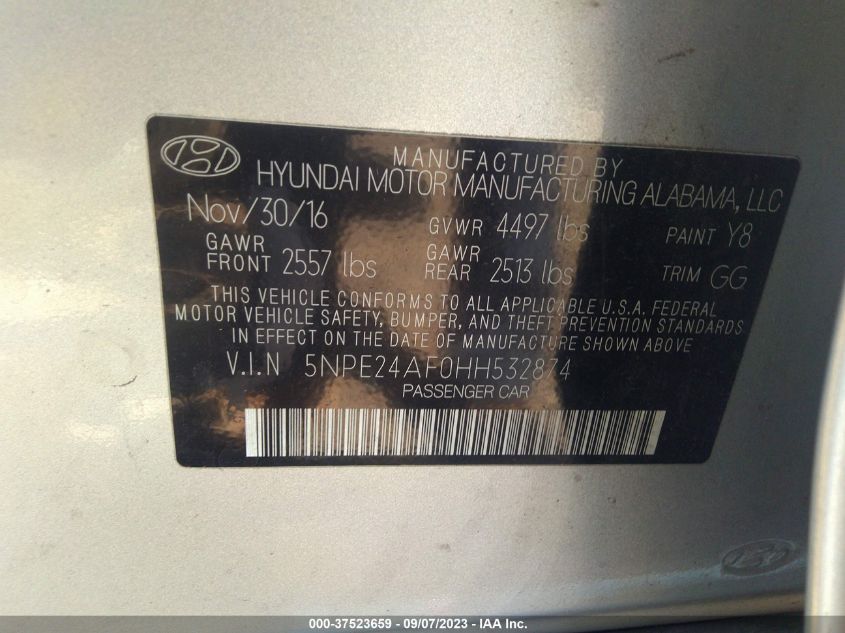 MANUFACTURED BY
HYUNDAI MOTOR MANUFACTURING ALABAMA, LLC
Nov/30/16 GVWR 4497 lbs PAINT Y8
GAWR FRONT 2557 lbs GAWR REAR 2513 lbs TRIM GG
THIS VEHICLE CONFORMS TO ALL APPLICABLE U.S.A. FEDERAL
MOTOR VEHICLE SAFETY, BUMPER, AND THEFT PREVENTION STANDARDS
IN EFFECT ON THE DATE OF MANUFACTURE SHOWN ABOVE
V.I.N 5NPE24AF0HH532874
PASSENGER CAR
000-37523659 - 09/07/2023 - IAA Inc.